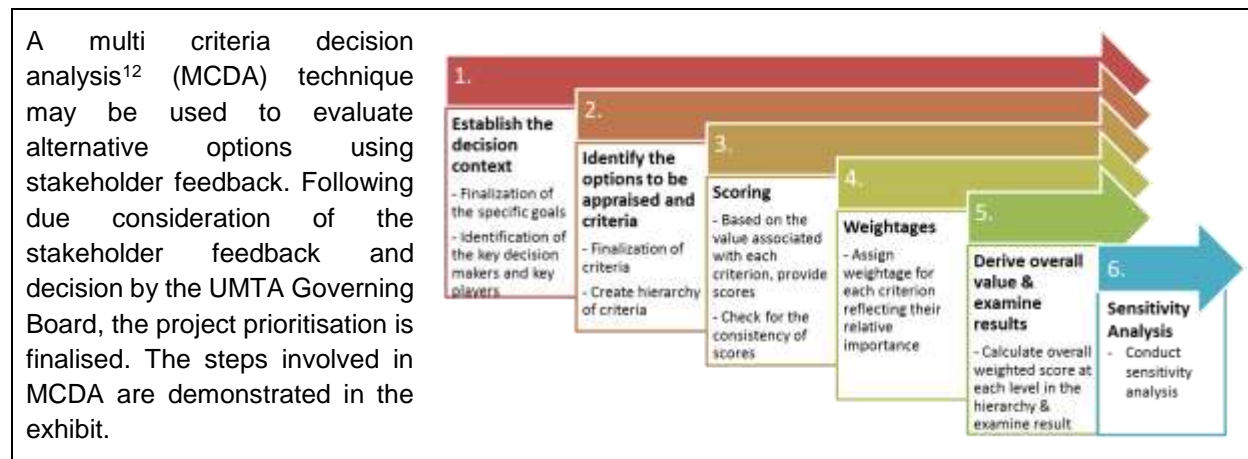 A multi criteria decision
analysis12 (MCDA) technique
may be used to evaluate
alternative options using
stakeholder feedback. Following
due consideration of the
stakeholder feedback and
decision by the UMTA Governing
Board, the project prioritisation is
finalised. The steps involved in
MCDA are demonstrated in the
exhibit.
1.
Establish the
decision
context
- Finalization of
the specific goals
- Identification of
the key decision
makers and key
players
2.
Identify the
options to be
appraised and
criteria
- Finalization of
criteria
- Create hierarchy
of criteria
3.
Scoring
- Based on the
value associated
with each
criterion, provide
scores
- Check for the
consistency of
scores
4.
Weightages
- Assign
weightage for
each criterion
reflecting their
relative
importance
5.
Derive overall
value &
examine
results
- Calculate overall
weighted score at
each level in the
hierarchy &
examine result
6.
Sensitivity
Analysis
- Conduct
sensitivity
analysis